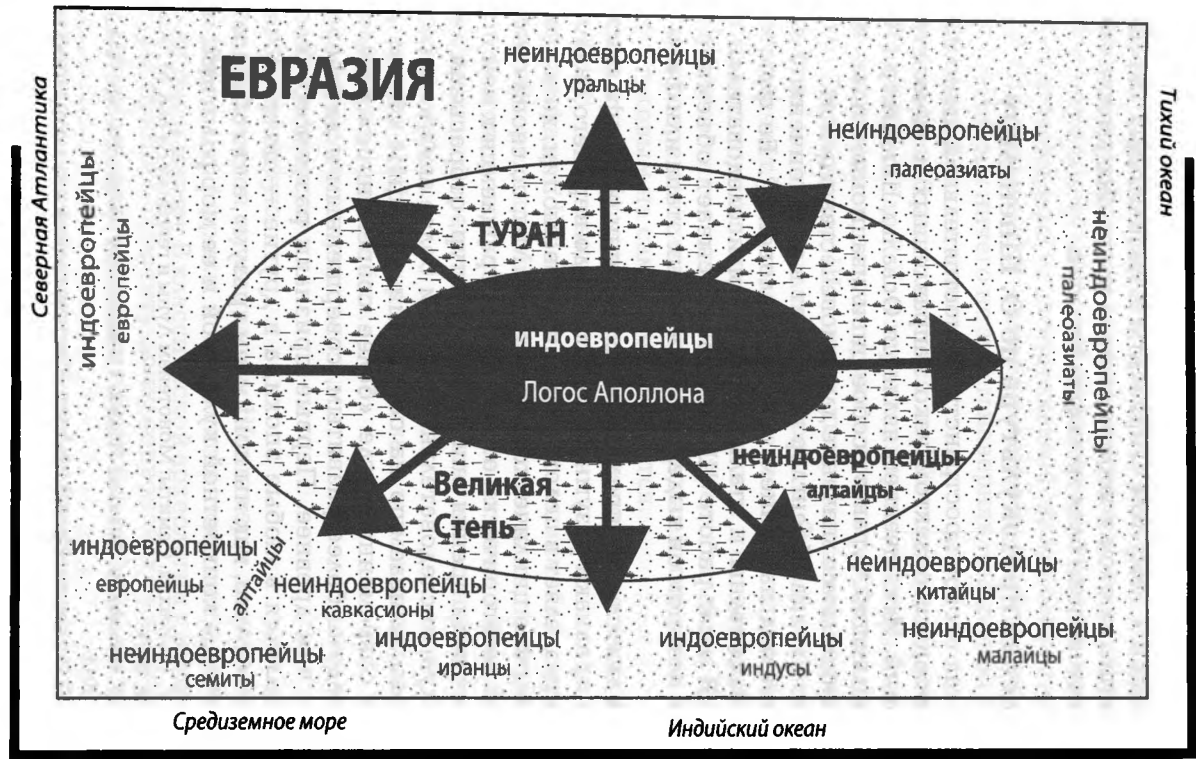 ЕВРАЗИЯ
неиндоевропейцы
уральцы
неиндоевропейцы
палеоазиаты
Северная Атлантика
Тихий океан
индоевропейцы
европейцы
ТУРАН
неиндоевропейцы
палеоазиаты
индоевропейцы
Логос Аполлона
Великая
Степь
неиндоевропейцы
алтайцы
индоевропейцы
европейцы
алтайцы
неиндоевропейцы
кавкасионы
неиндоевропейцы
китайцы
неиндоевропейцы
семиты
индоевропейцы
иранцы
индоевропейцы
индусы
неиндоевропейцы
малайцы
Средиземное море
Индийский океан